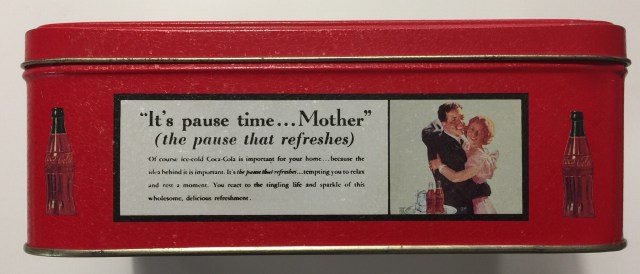 “It's pause time...Mother”
(the pause that refreshes)
Of course ice-cold Coca-Cola is important for your home...because the
idea behind it is important. It's the pause that refreshes...tempting you to relax
and rest a moment. You react to the tingling life and sparkle of this
wholesome, delicious refreshment.